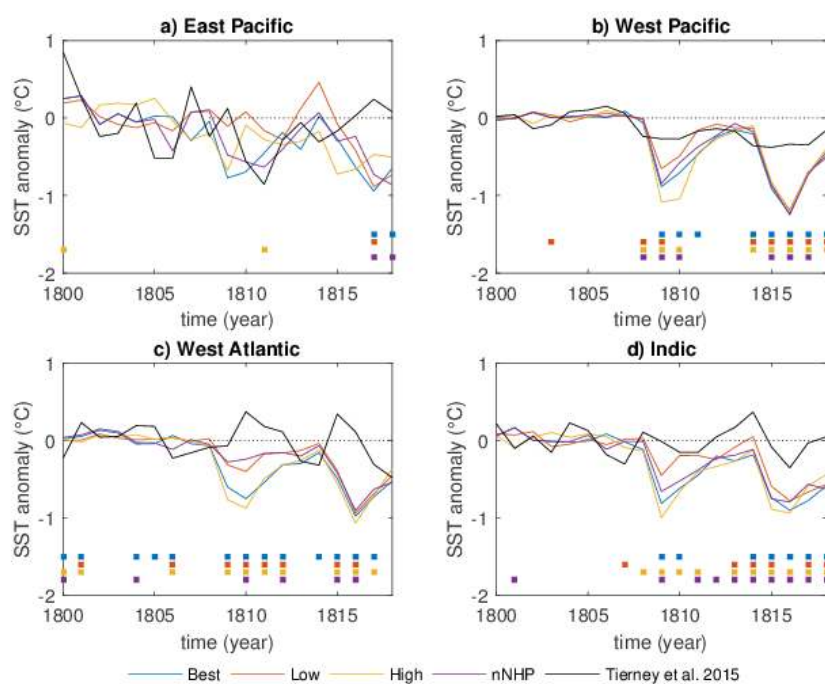 a) East Pacific
b) West Pacific
1
0
-1
-2
SST anomaly (°C)
1800
1805
1810
1815
time (year)
1
0
-1
-2
SST anomaly (°C)
1800
1805
1810
1815
time (year)
c) West Atlantic
d) Indic
1
0
-1
-2
SST anomaly (°C)
1800
1805
1810
1815
time (year)
1
0
-1
-2
SST anomaly (°C)
1800
1805
1810
1815
time (year)
Best Low High nNHP Tierney et al. 2015